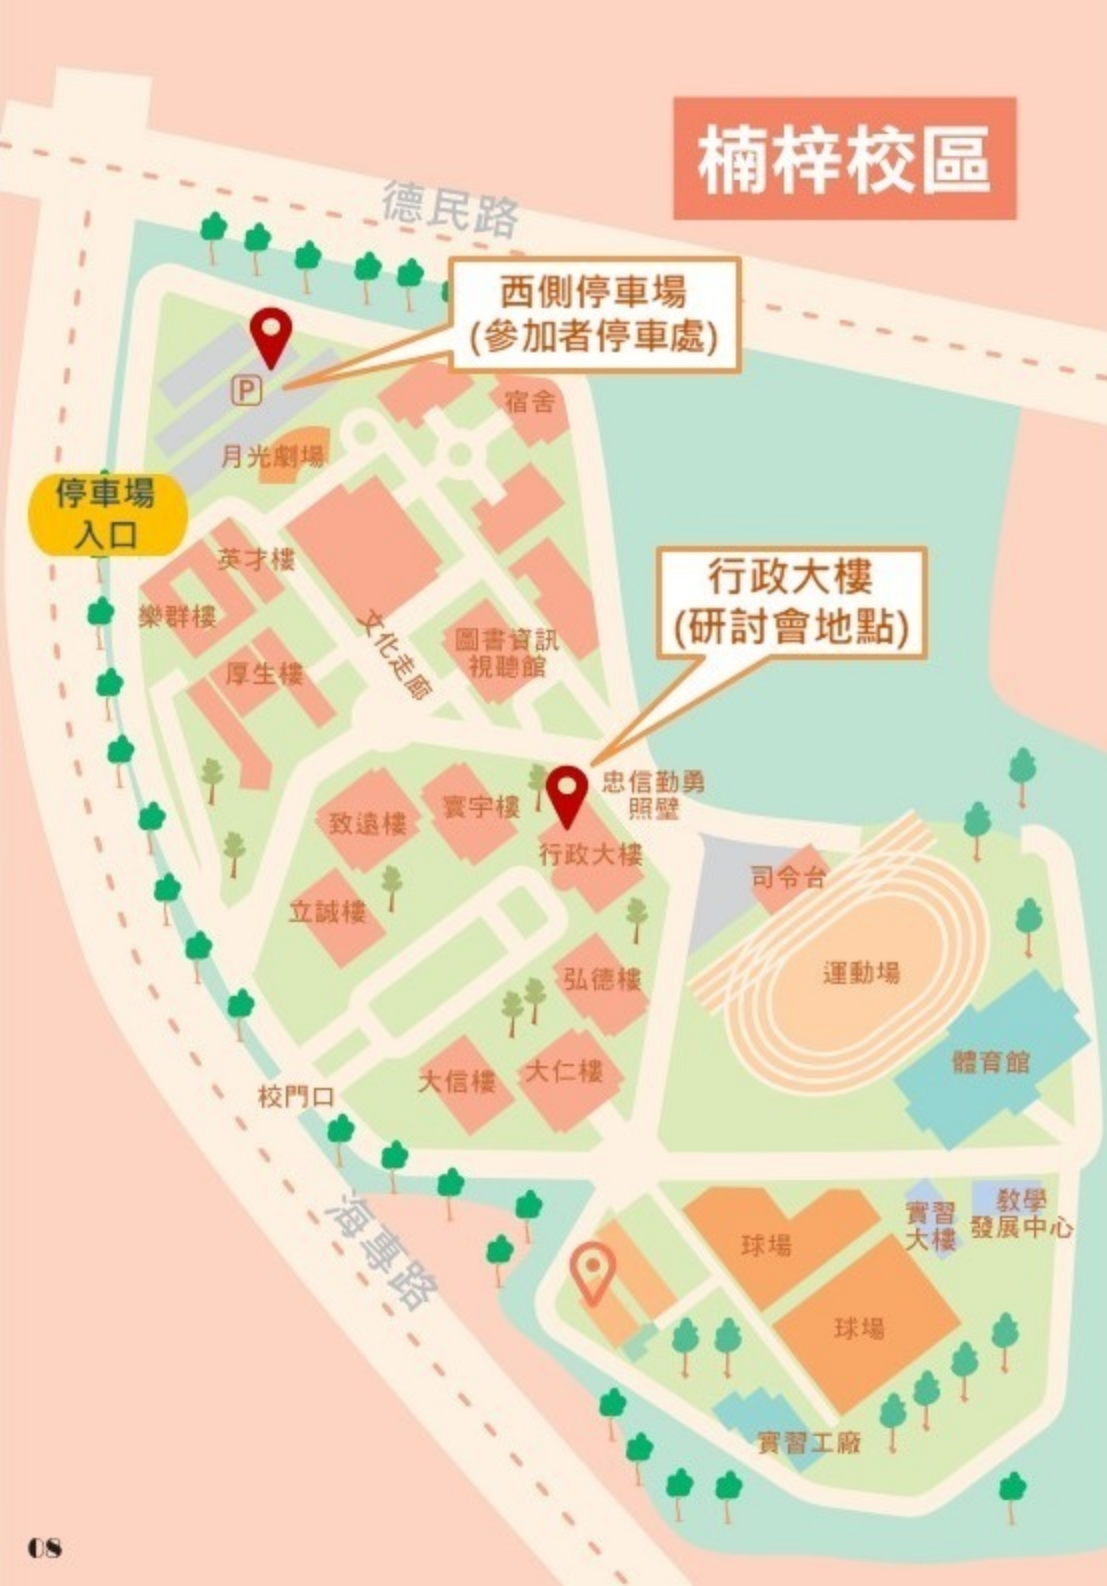 楠梓校區
德民路
西側停車場
(參加者停車處)
P
宿舍
月光劇場
停車場
入口
英才樓
樂群樓
文化走廊
圖書資訊
視聽館
厚生樓
行政大樓
(研討會地點)
忠信勤勇
照壁
致遠樓
寰宇樓
行政大樓
司令台
立誠樓
弘德樓
運動場
體育館
大信樓
大仁樓
校門口
海專路
球場
實習
大樓
教學
發展中心
球場
實習工廠
08